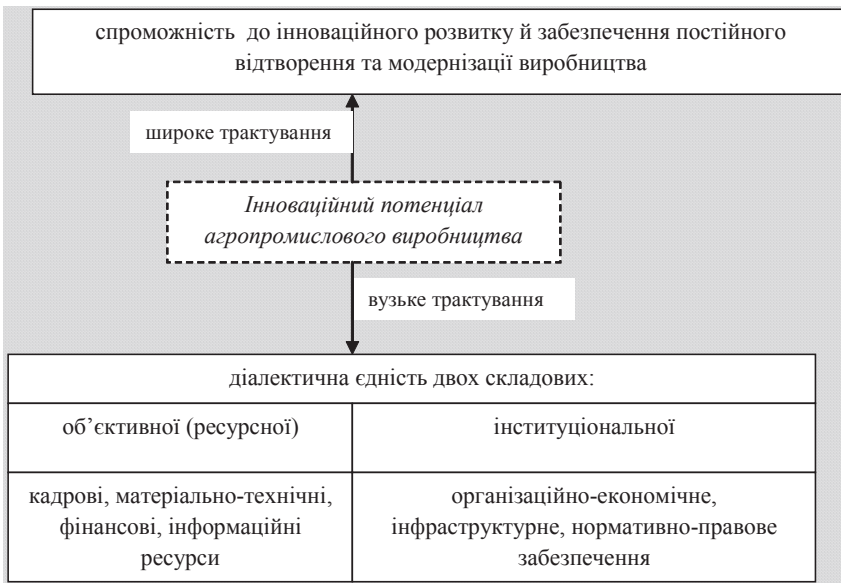 спроможність до інноваційного розвитку й забезпечення постійного
відтворення та модернізації виробництва
широке трактування
Інноваційний потенціал
агропромислового виробництва
вузьке трактування
діалектична єдність двох складових:
об’єктивної (ресурсної)
інституціональної
кадрові, матеріально-технічні,
фінансові, інформаційні
ресурси
організаційно-економічне,
інфраструктурне, нормативно-правове
забезпечення